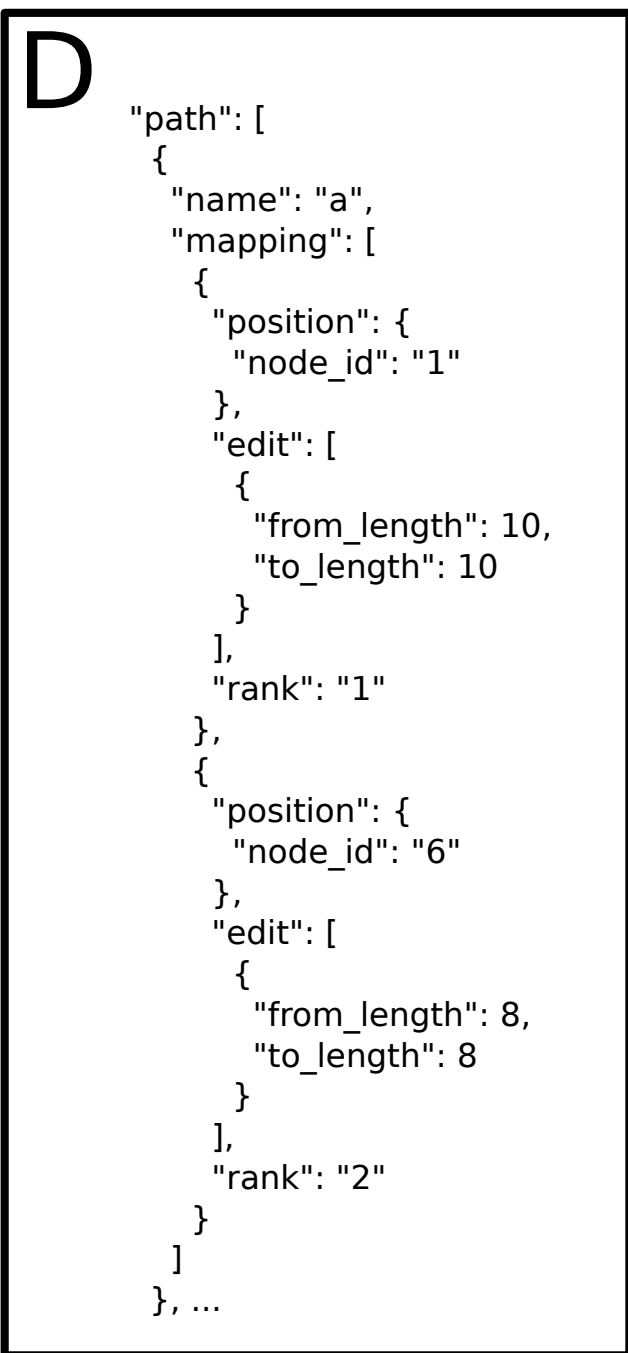 D
"path": [
{
"name": "a",
"mapping": [
{
"position": {
"node_id": "1"
},
"edit": [
{
"from_length": 10,
"to_length": 10
}
],
"rank": "1"
},
{
"position": {
"node_id": "6"
},
"edit": [
{
"from_length": 8,
"to_length": 8
}
],
"rank": "2"
}
]
}, ...